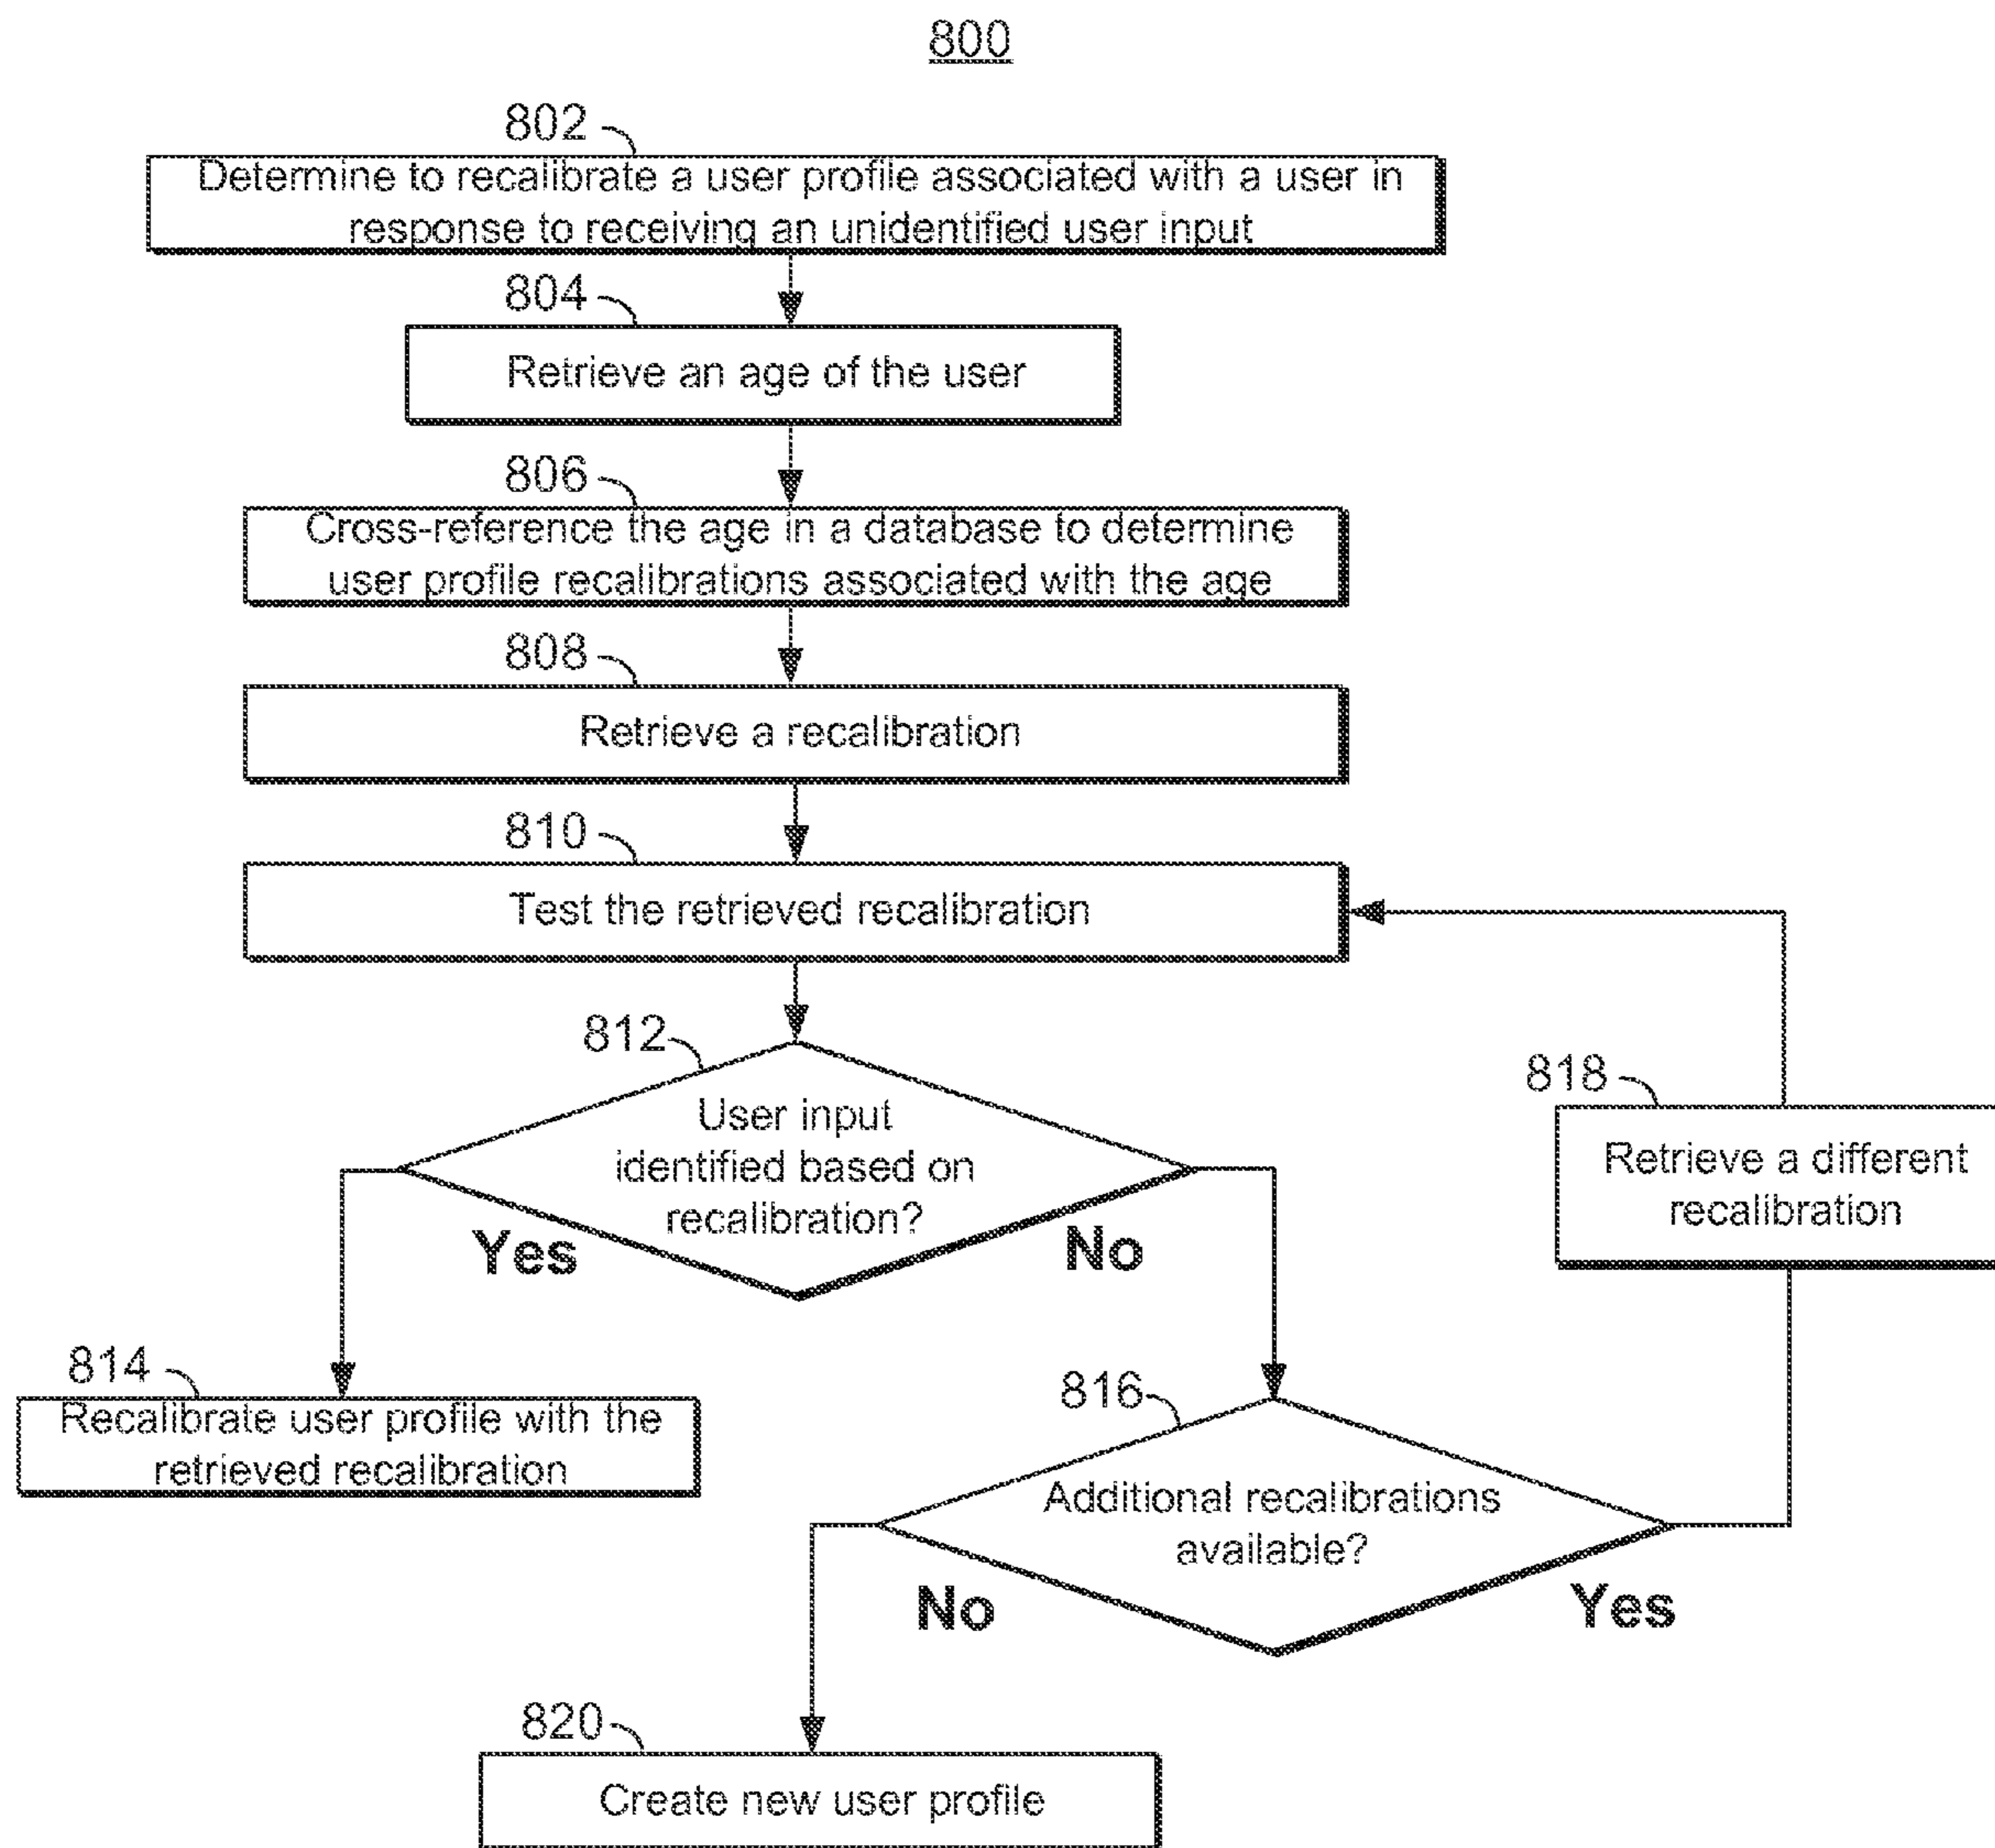 800
802
Determine to recalibrate a user profile associated with a user in
response to receiving an unidentified user input
804
Retrieve an age of the user
806
Cross-reference the age in a database to determine
user profile recalibrations associated with the age
808
Retrieve a recalibration
810
Test the retrieved recalibration
812
User input
identified based on
recalibration?
Yes
No
818
Retrieve a different
recalibration
814
Recalibrate user profile with the
retrieved recalibration
816
Additional recalibrations
available?
No
Yes
820
Create new user profile